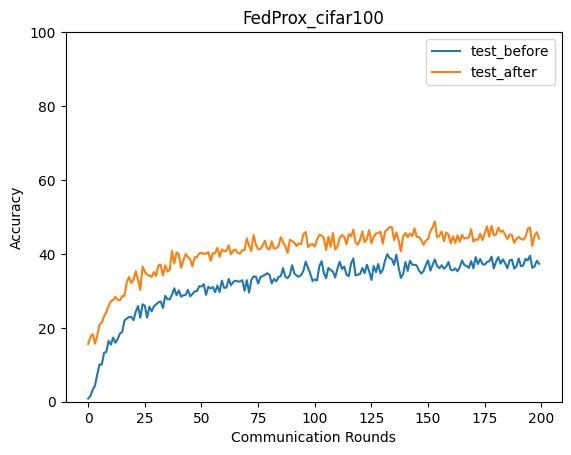 FedProx_cifar100
test_before
test_after
100
80
60
40
20
0
Accuracy
0 25 50 75 100 125 150 175 200
Communication Rounds